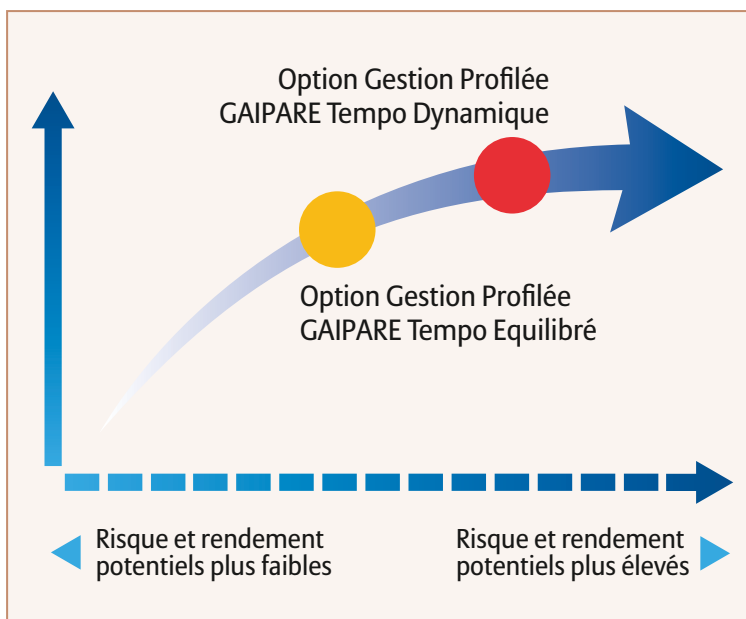 Option Gestion Profilée
GAIPARE Tempo Dynamique
Option Gestion Profilée
GAIPARE Tempo Equilibré
Risque et rendement
potentiels plus faibles
Risque et rendement
potentiels plus élevés